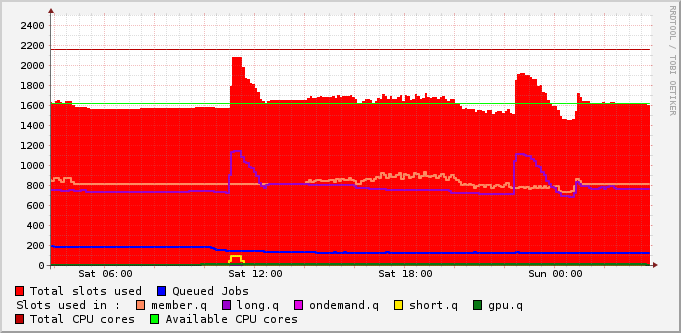 RRDTOOL / TOBI OETIKER
2400
2200
2000
1800
1600
1400
1200
1000
800
600
400
200
0
Sat 06:00 Sat 12:00 Sat 18:00 Sun 00:00
Total slots used Queued Jobs
Slots used in : member.q long.q ondemand.q short.q gpu.q
Total CPU cores Available CPU cores